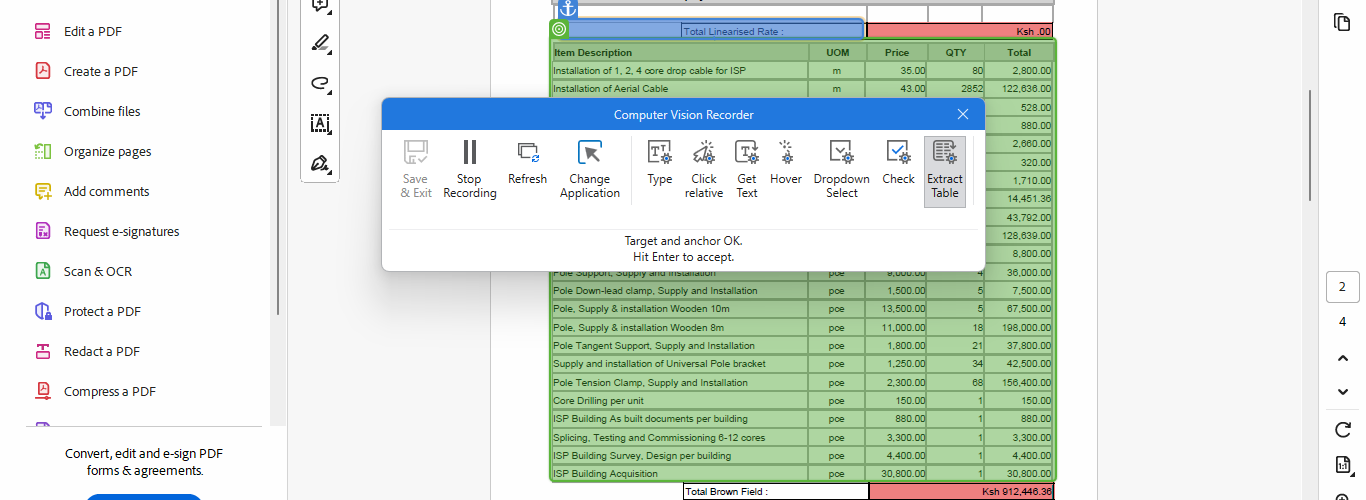 Edit a PDF
Create a PDF
Combine files
Organize pages
Add comments
Request e-signatures
Scan & OCR
Protect a PDF
Redact a PDF
Compress a PDF
Convert, edit and e-sign PDF
forms & agreements.
Total Linearised Rate : Ksh .00
Item Description UOM Price QTY Total
Installation of 1, 2, 4 core drop cable for ISP m 35.00 80 2,800.00
Installation of Aerial Cable m 43.00 2852 122,636.00
528.00
880.00
2,660.00
320.00
1,710.00
14,451.36
43,792.00
128,639.00
8,800.00
Computer Vision Recorder
Save & Exit
Stop Recording
Refresh
Change Application
Type
Click relative
Get Text
Hover
Dropdown Select
Check
Extract Table
Target and anchor OK.
Hit Enter to accept.
Pole Support, Supply and Installation poe 9,000.00 4 36,000.00
Pole Down-lead clamp, Supply and Installation poe 1,500.00 5 7,500.00
Pole, Supply & installation Wooden 10m poe 13,500.00 5 67,500.00
Pole, Supply & installation Wooden 8m poe 11,000.00 18 198,000.00
Pole Tangent Support, Supply and Installation poe 1,800.00 21 37,800.00
Supply and installation of Universal Pole bracket poe 1,250.00 34 42,500.00
Pole Tension Clamp, Supply and Installation poe 2,300.00 68 156,400.00
Core Drilling per unit poe 150.00 1 150.00
ISP Building As built documents per building poe 880.00 1 880.00
Splicing, Testing and Commissioning 6-12 cores poe 3,300.00 1 3,300.00
ISP Building Survey, Design per building poe 4,400.00 1 4,400.00
ISP Building Acquisition poe 30,800.00 1 30,800.00
Total Brown Field : Ksh 912,446.36
2
4
1:1